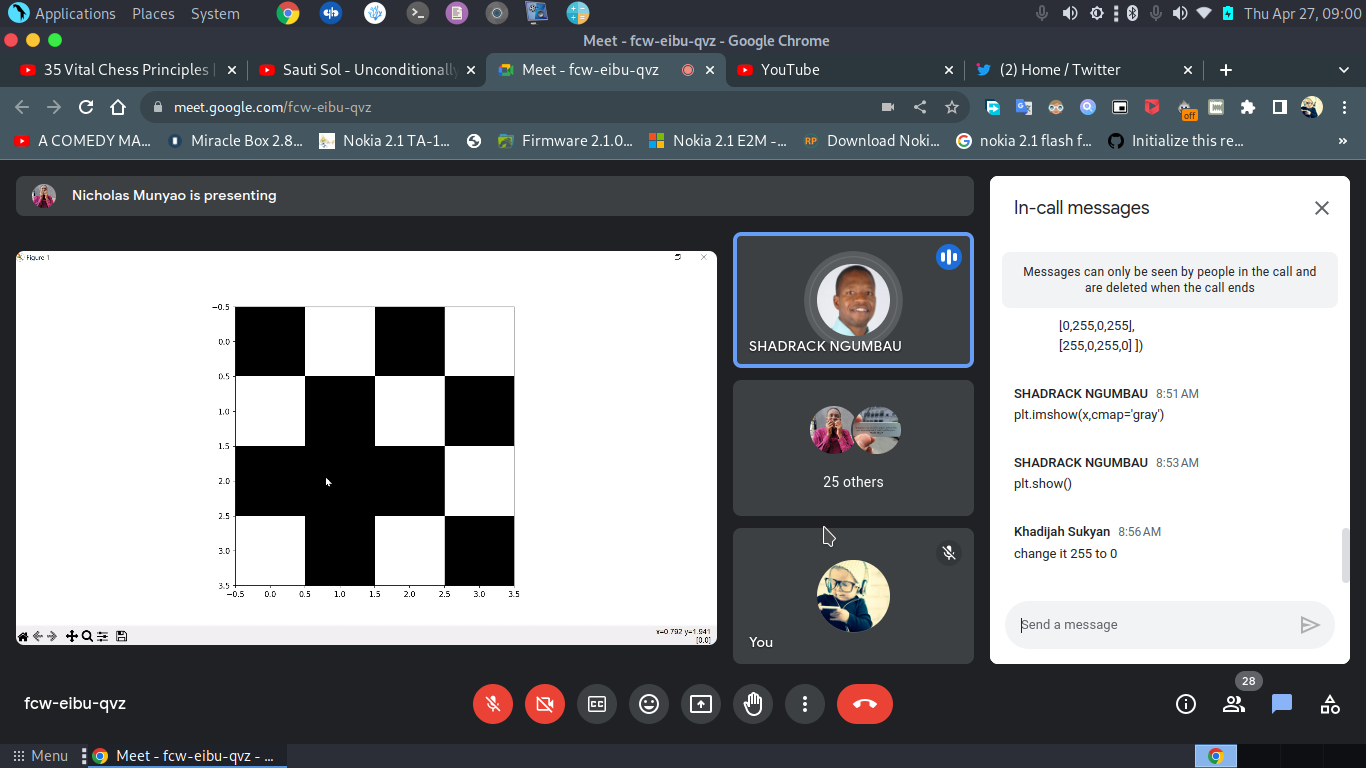 Applications Places System Thu Apr 27, 09:00
Meet - fcw-eibu-qvz - Google Chrome
35 Vital Chess Principles | Sauti Sol - Unconditionally Meet - fcw-eibu-qvz YouTube (2) Home / Twitter
meet.google.com/fcw-eibu-qvz off
A COMEDY MA... Miracle Box 2.8... Nokia 2.1 TA-1... Firmware 2.1.0... Nokia 2.1 E2M -... RP Download Noki... nokia 2.1 flash f... Initialize this re... »
Nicholas Munyao is presenting
Figure 1
−0.5
0.0
0.5
1.0
1.5
2.0
2.5
3.0
3.5
−0.5 0.0 0.5 1.0 1.5 2.0 2.5 3.0 3.5
x=0.792 y=1.941
[0.0]
SHADRACK NGUMBAU
25 others
You
In-call messages
Messages can only be seen by people in the call and
are deleted when the call ends
[0,255,0,255],
[255,0,255,0] ])
SHADRACK NGUMBAU 8:51 AM
plt.imshow(x,cmap='gray')
SHADRACK NGUMBAU 8:53 AM
plt.show()
Khadijah Sukyan 8:56 AM
change it 255 to 0
Send a message
fcw-eibu-qvz
CC
28
Menu Meet - fcw-eibu-qvz - ...